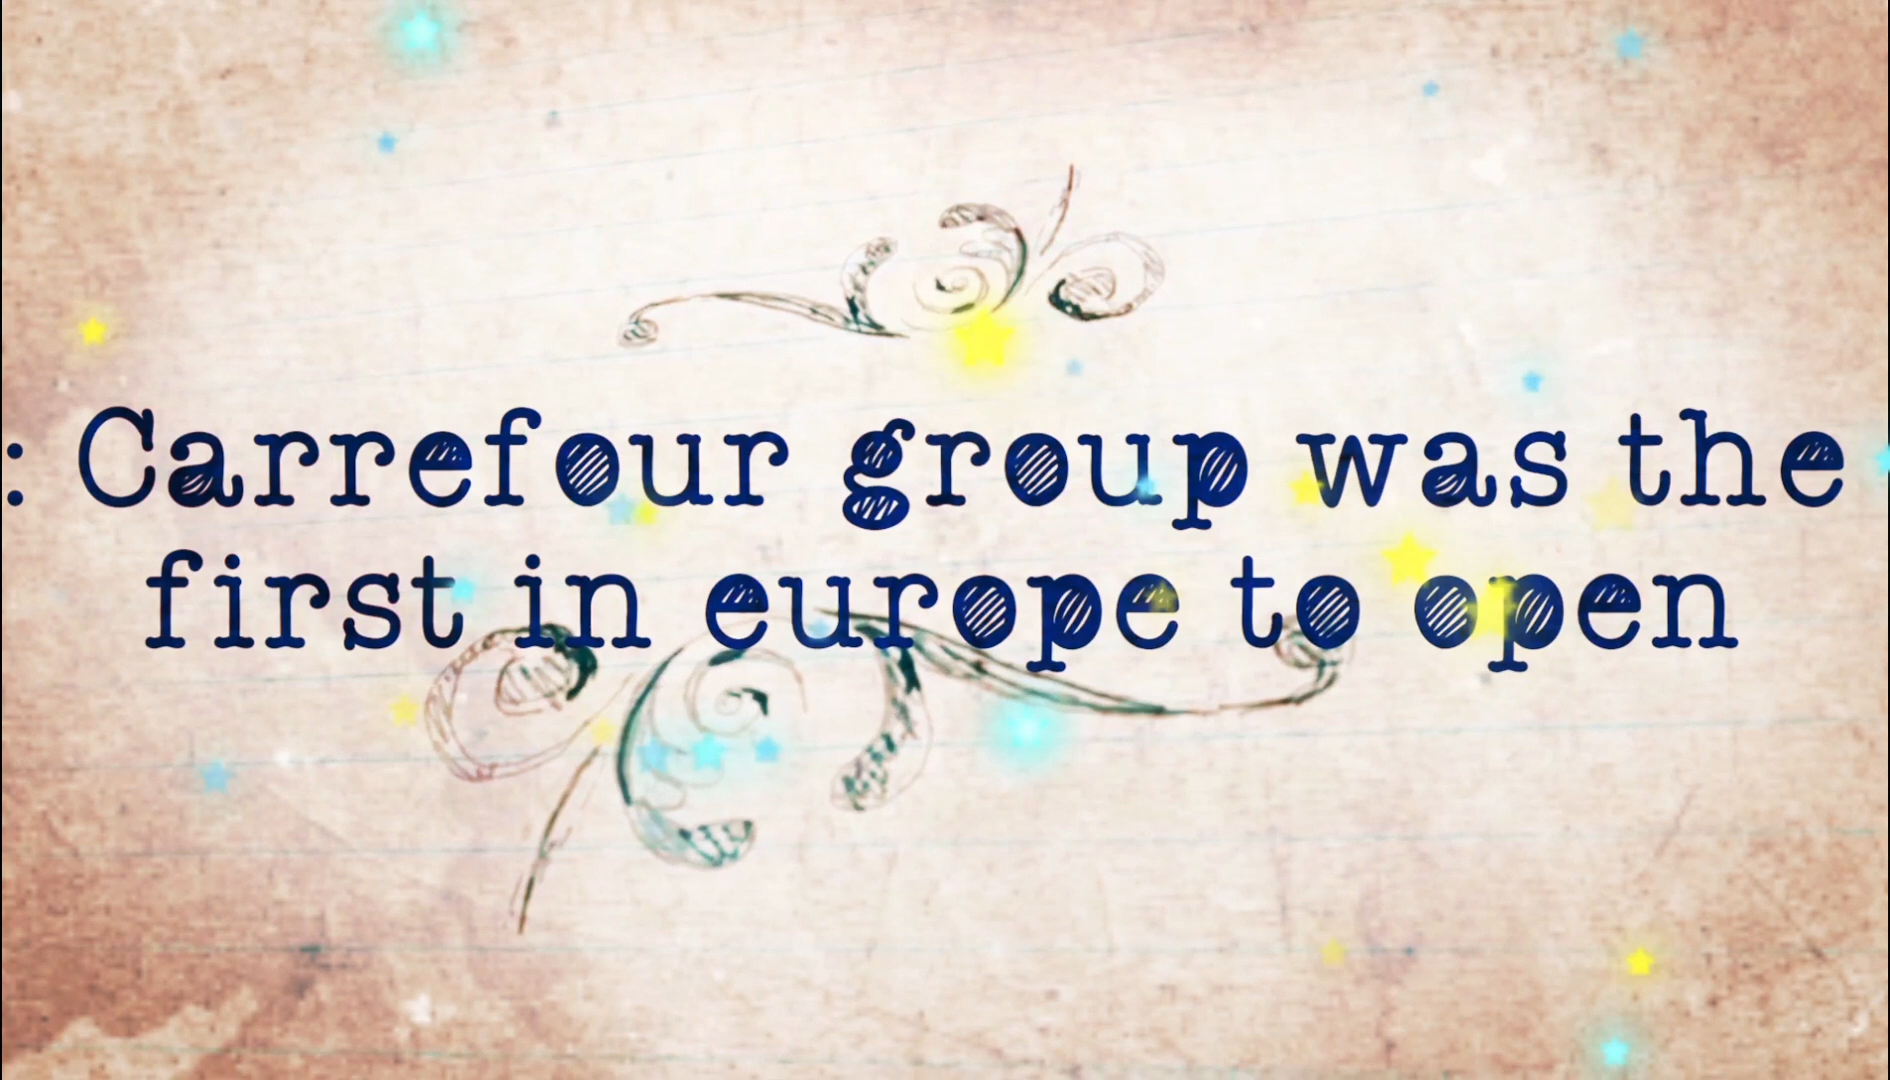 : Carrefour group was the
first in europe to open